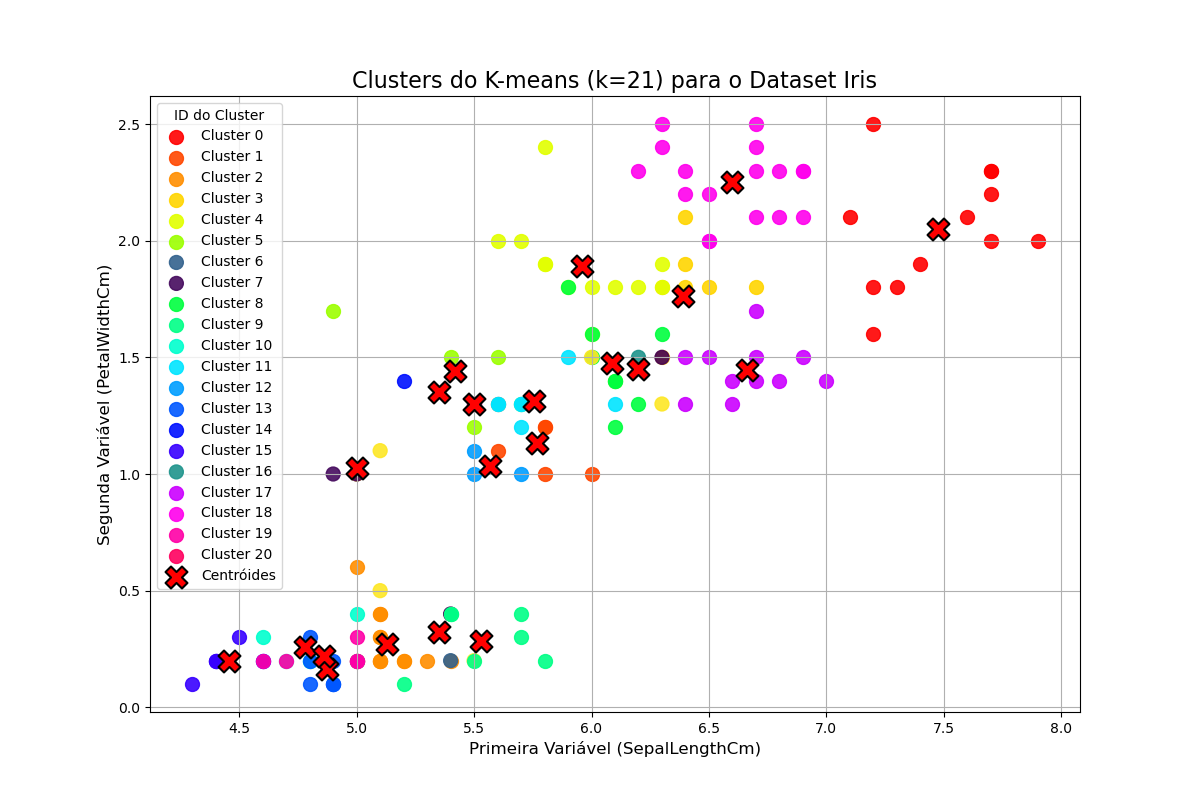 Clusters do K-means (k=21) para o Dataset Iris
ID do Cluster
Cluster 0
Cluster 1
Cluster 2
Cluster 3
Cluster 4
Cluster 5
Cluster 6
Cluster 7
Cluster 8
Cluster 9
Cluster 10
Cluster 11
Cluster 12
Cluster 13
Cluster 14
Cluster 15
Cluster 16
Cluster 17
Cluster 18
Cluster 19
Cluster 20
Centróides
Segunda Variável (PetalWidthCm)
2.5
2.0
1.5
1.0
0.5
0.0
4.5 5.0 5.5 6.0 6.5 7.0 7.5 8.0
Primeira Variável (SepalLengthCm)